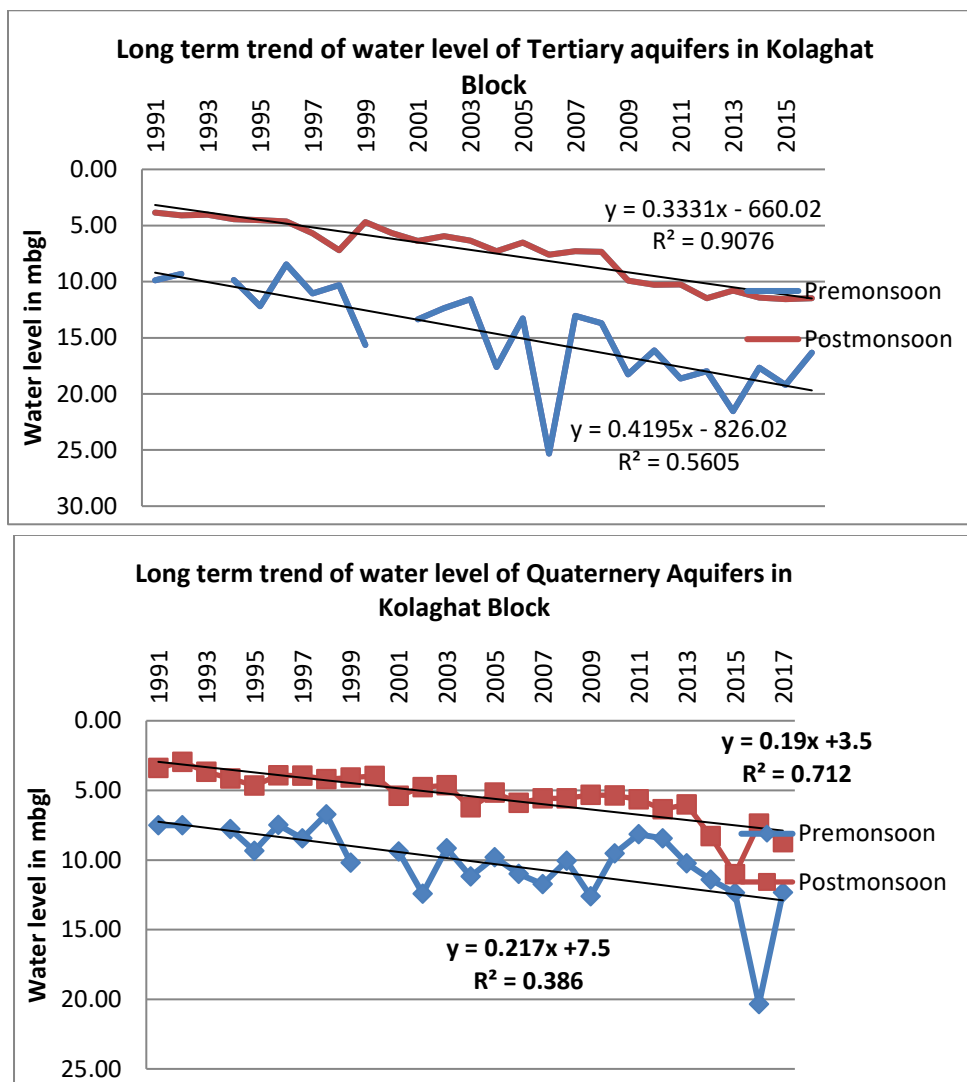 Long term trend of water level of Tertiary aquifers in Kolaghat
Block
1991 1993 1995 1997 1999 2001 2003 2005 2007 2009 2011 2013 2015
0.00
5.00
10.00
15.00
20.00
25.00
30.00
Water level in mbgl
y = 0.3331x - 660.02
R² = 0.9076
Premonsoon
Postmonsoon
y = 0.4195x - 826.02
R² = 0.5605
Long term trend of water level of Quaternery Aquifers in
Kolaghat Block
1991 1993 1995 1997 1999 2001 2003 2005 2007 2009 2011 2013 2015 2017
0.00
5.00
10.00
15.00
20.00
25.00
Water level in mbgl
y = 0.19x +3.5
R² = 0.712
Premonsoon
Postmonsoon
y = 0.217x +7.5
R² = 0.386